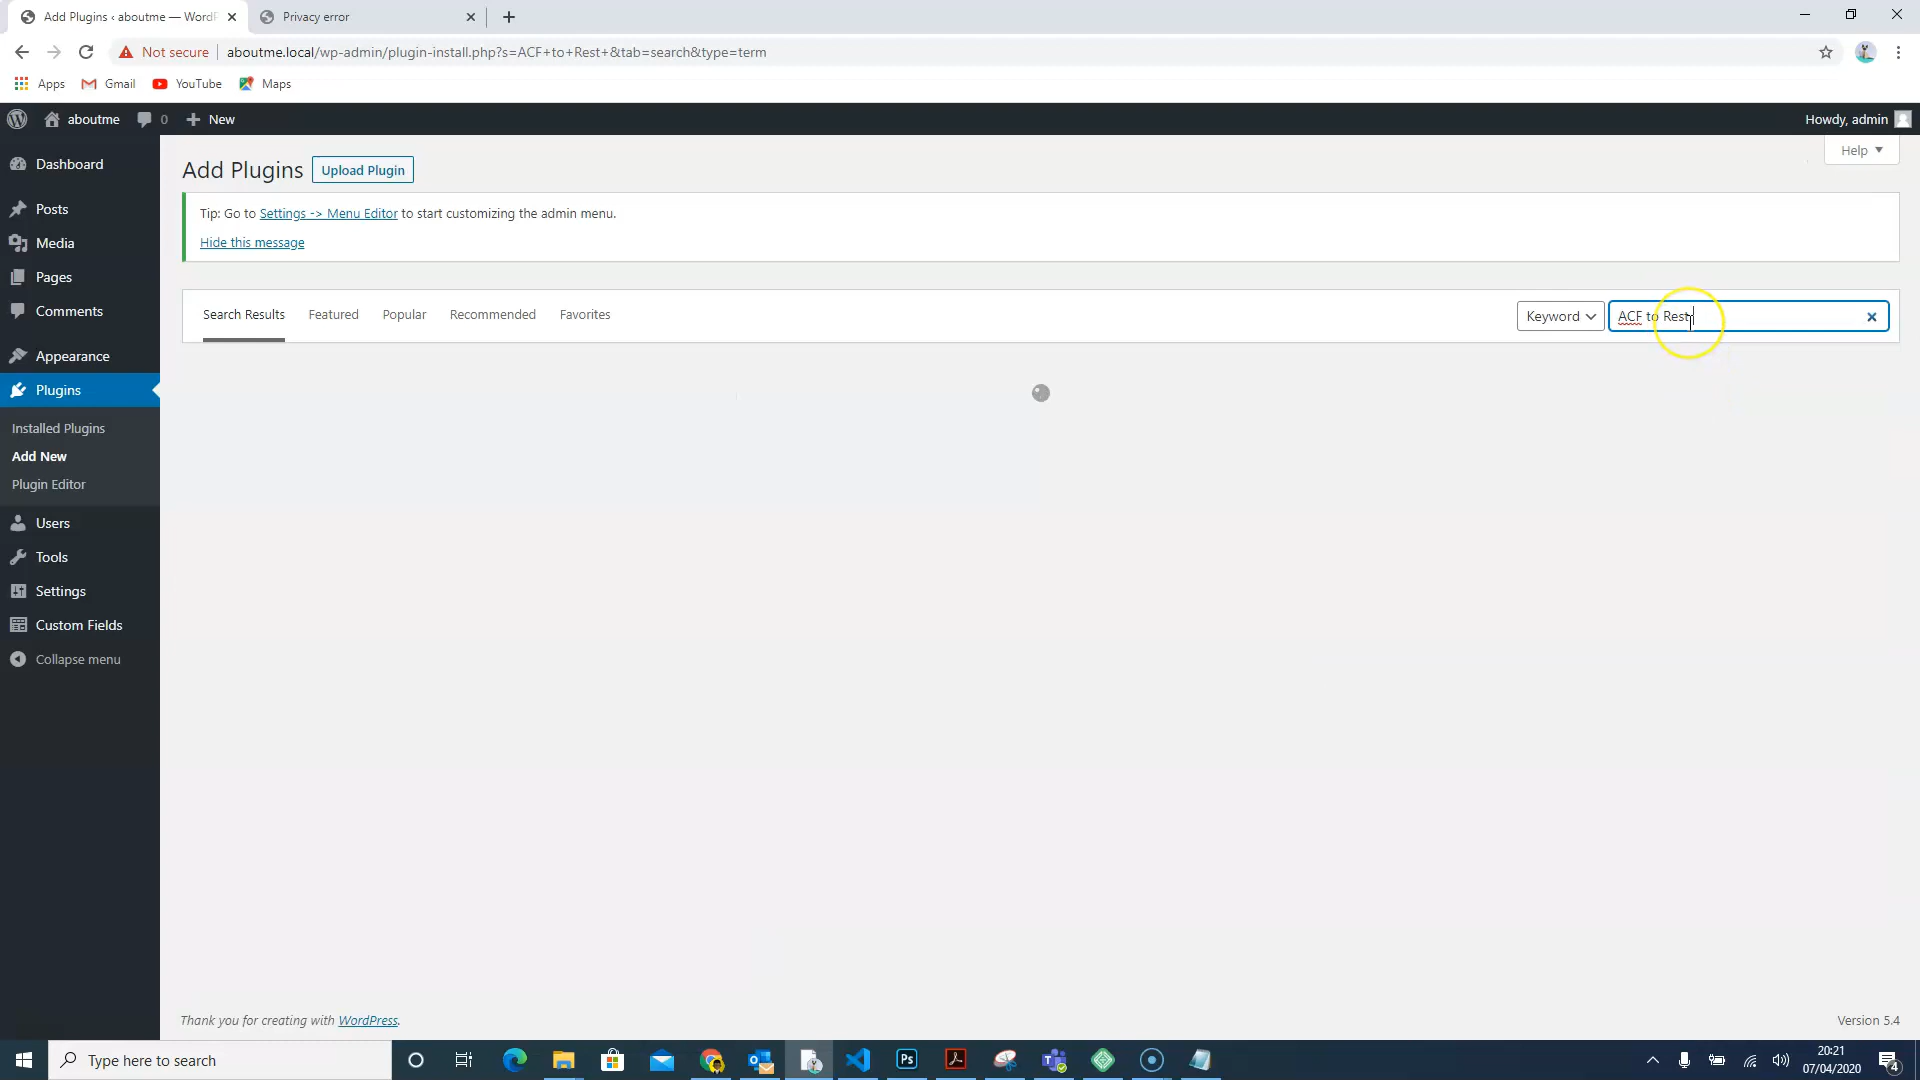 Add Plugins ‹ aboutme — WordP
Privacy error
Not secure
aboutme.local/wp-admin/plugin-install.php?s=ACF+to+Rest+&tab=search&type=term
Apps
Gmail
YouTube
Maps
aboutme
0
New
Howdy, admin
Help
Dashboard
Posts
Media
Pages
Comments
Appearance
Plugins
Installed Plugins
Add New
Plugin Editor
Users
Tools
Settings
Custom Fields
Collapse menu
Add Plugins
Upload Plugin
Tip: Go to Settings -> Menu Editor to start customizing the admin menu.
Hide this message
Search Results
Featured
Popular
Recommended
Favorites
Keyword
ACF to Rest
Thank you for creating with WordPress.
Version 5.4
Type here to search
Ps
20:21
07/04/2020
4